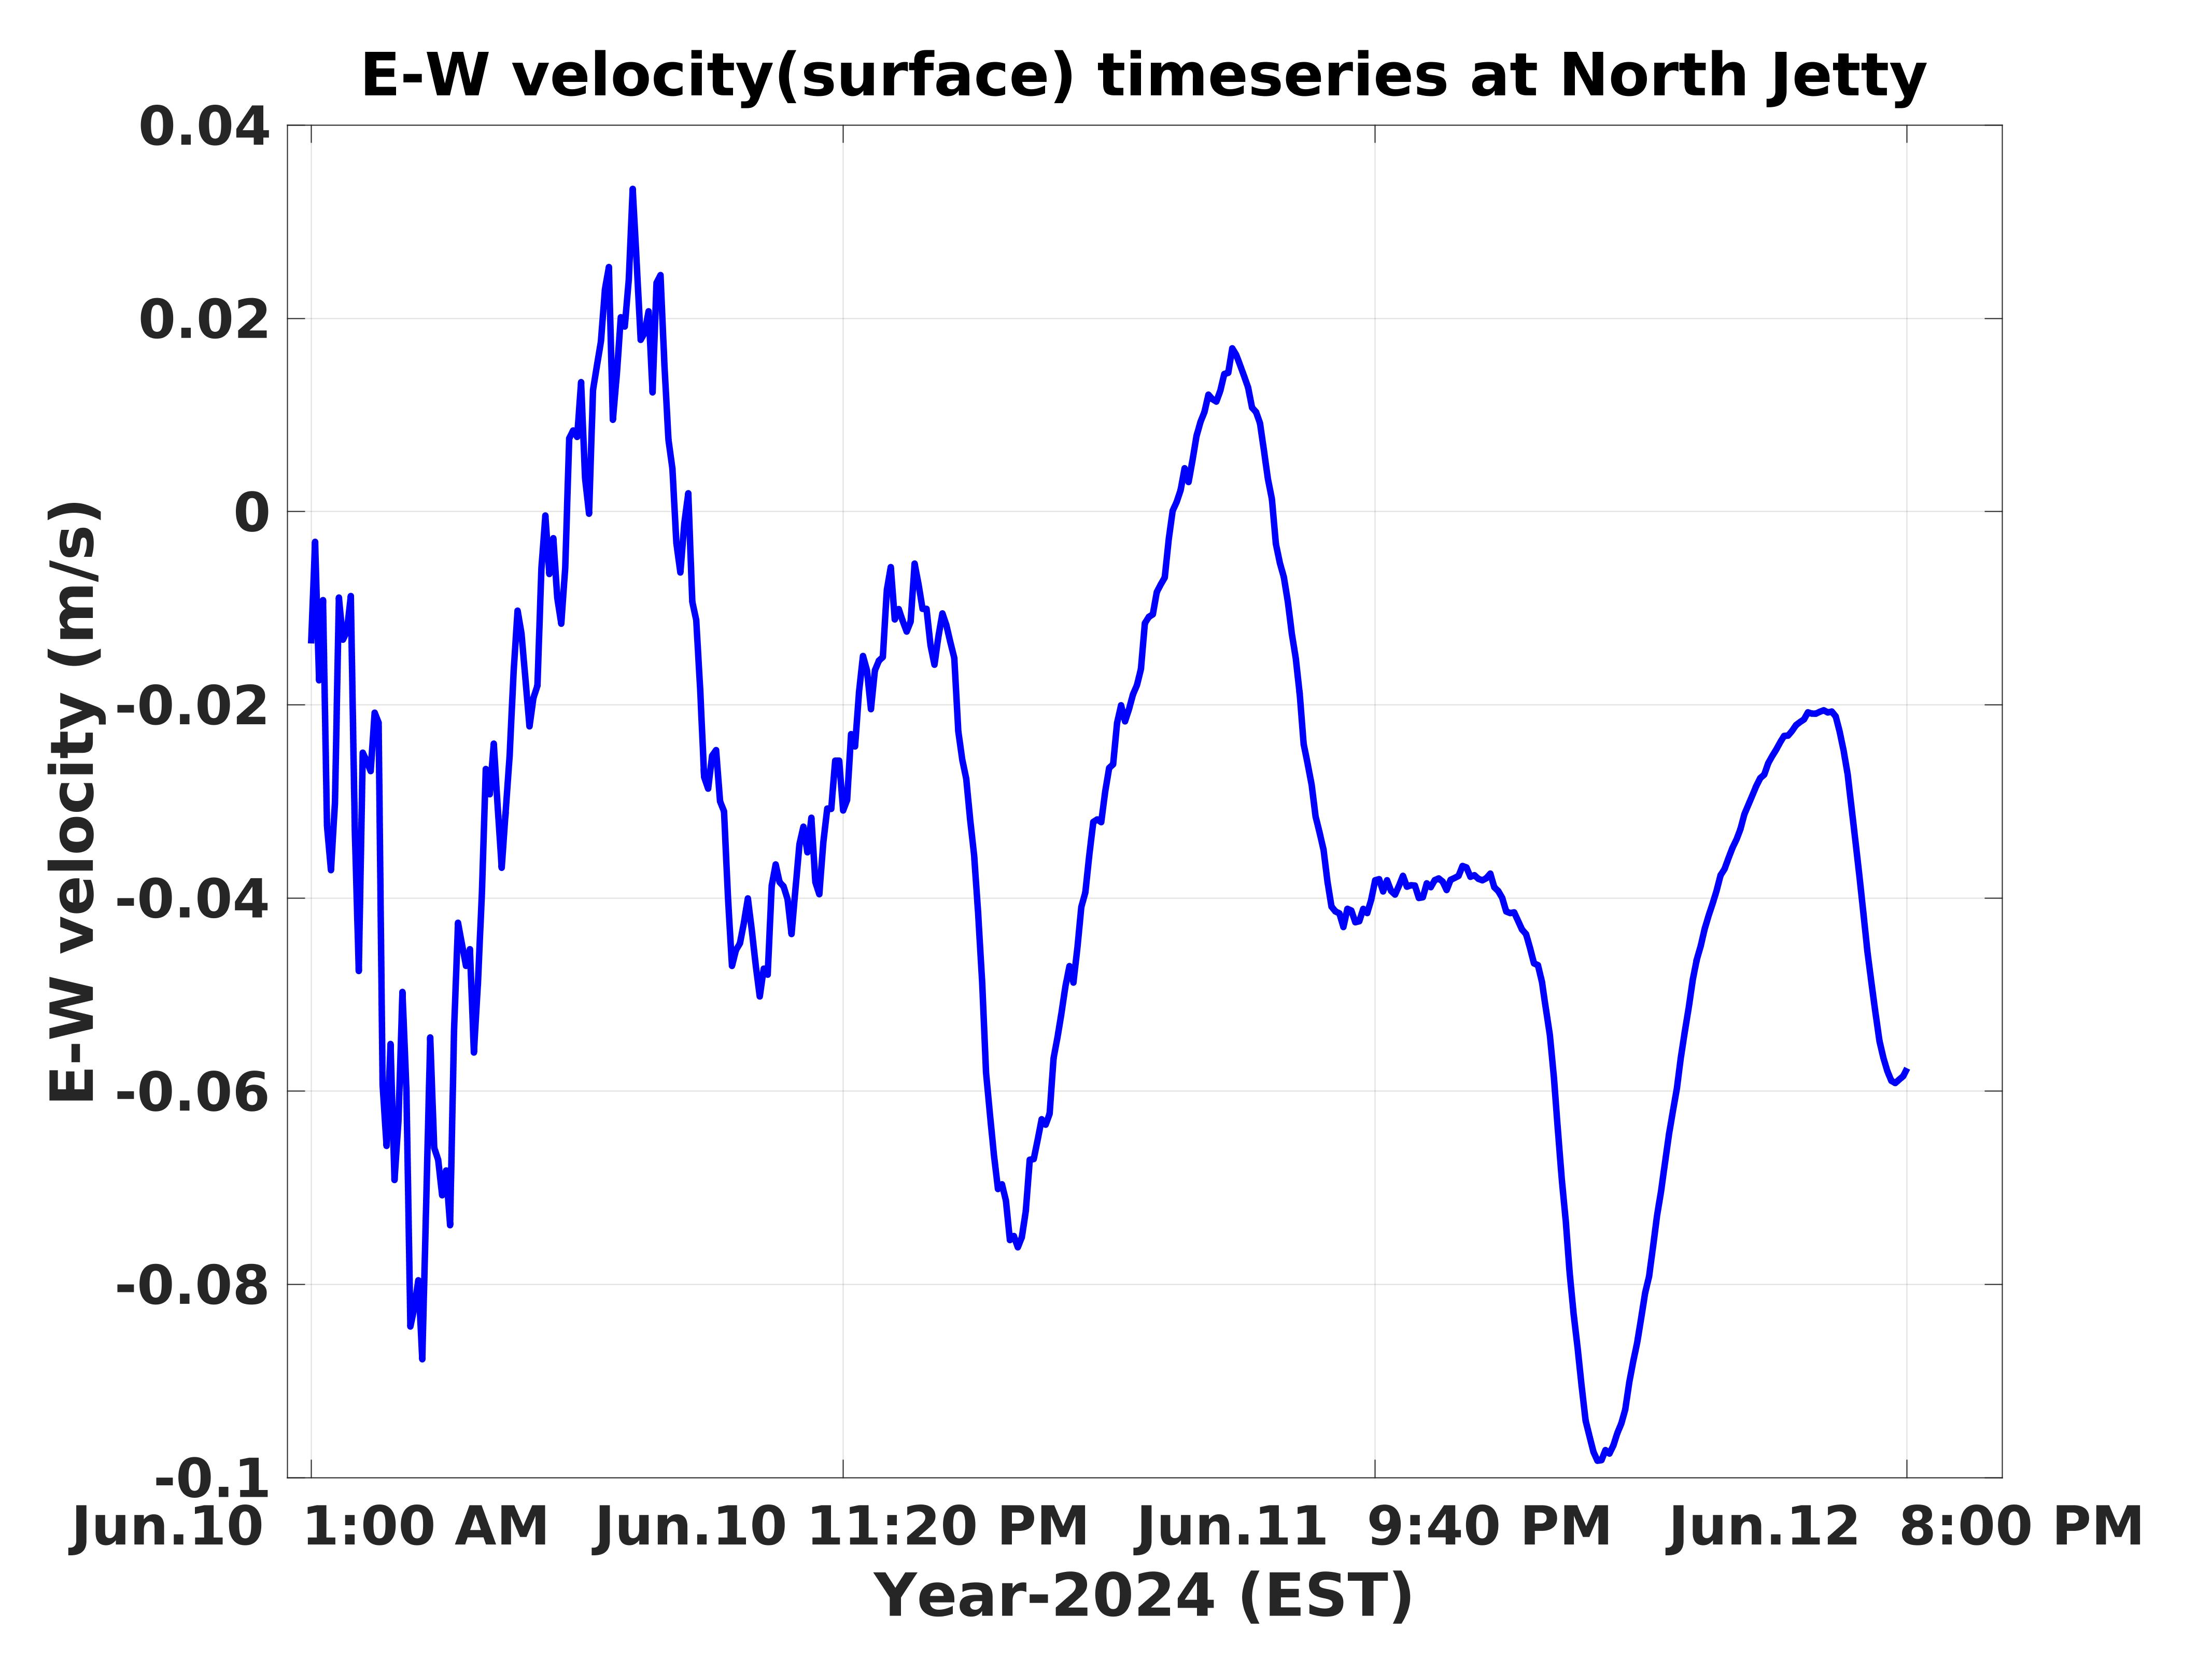 E-W velocity(surface) timeseries at North Jetty
0.04
0.02
0
-0.02
-0.04
-0.06
-0.08
-0.1
E-W velocity (m/s)
Jun.10  1:00 AM
Jun.10 11:20 PM
Jun.11  9:40 PM
Jun.12  8:00 PM
Year-2024 (EST)